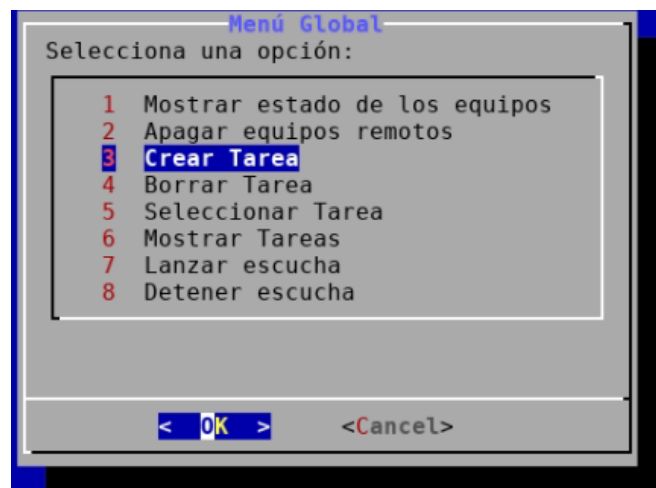 Menú Global
Selecciona una opción:
1 Mostrar estado de los equipos
2 Apagar equipos remotos
3 Crear Tarea
4 Borrar Tarea
5 Seleccionar Tarea
6 Mostrar Tareas
7 Lanzar escucha
8 Detener escucha
< OK > <Cancel>